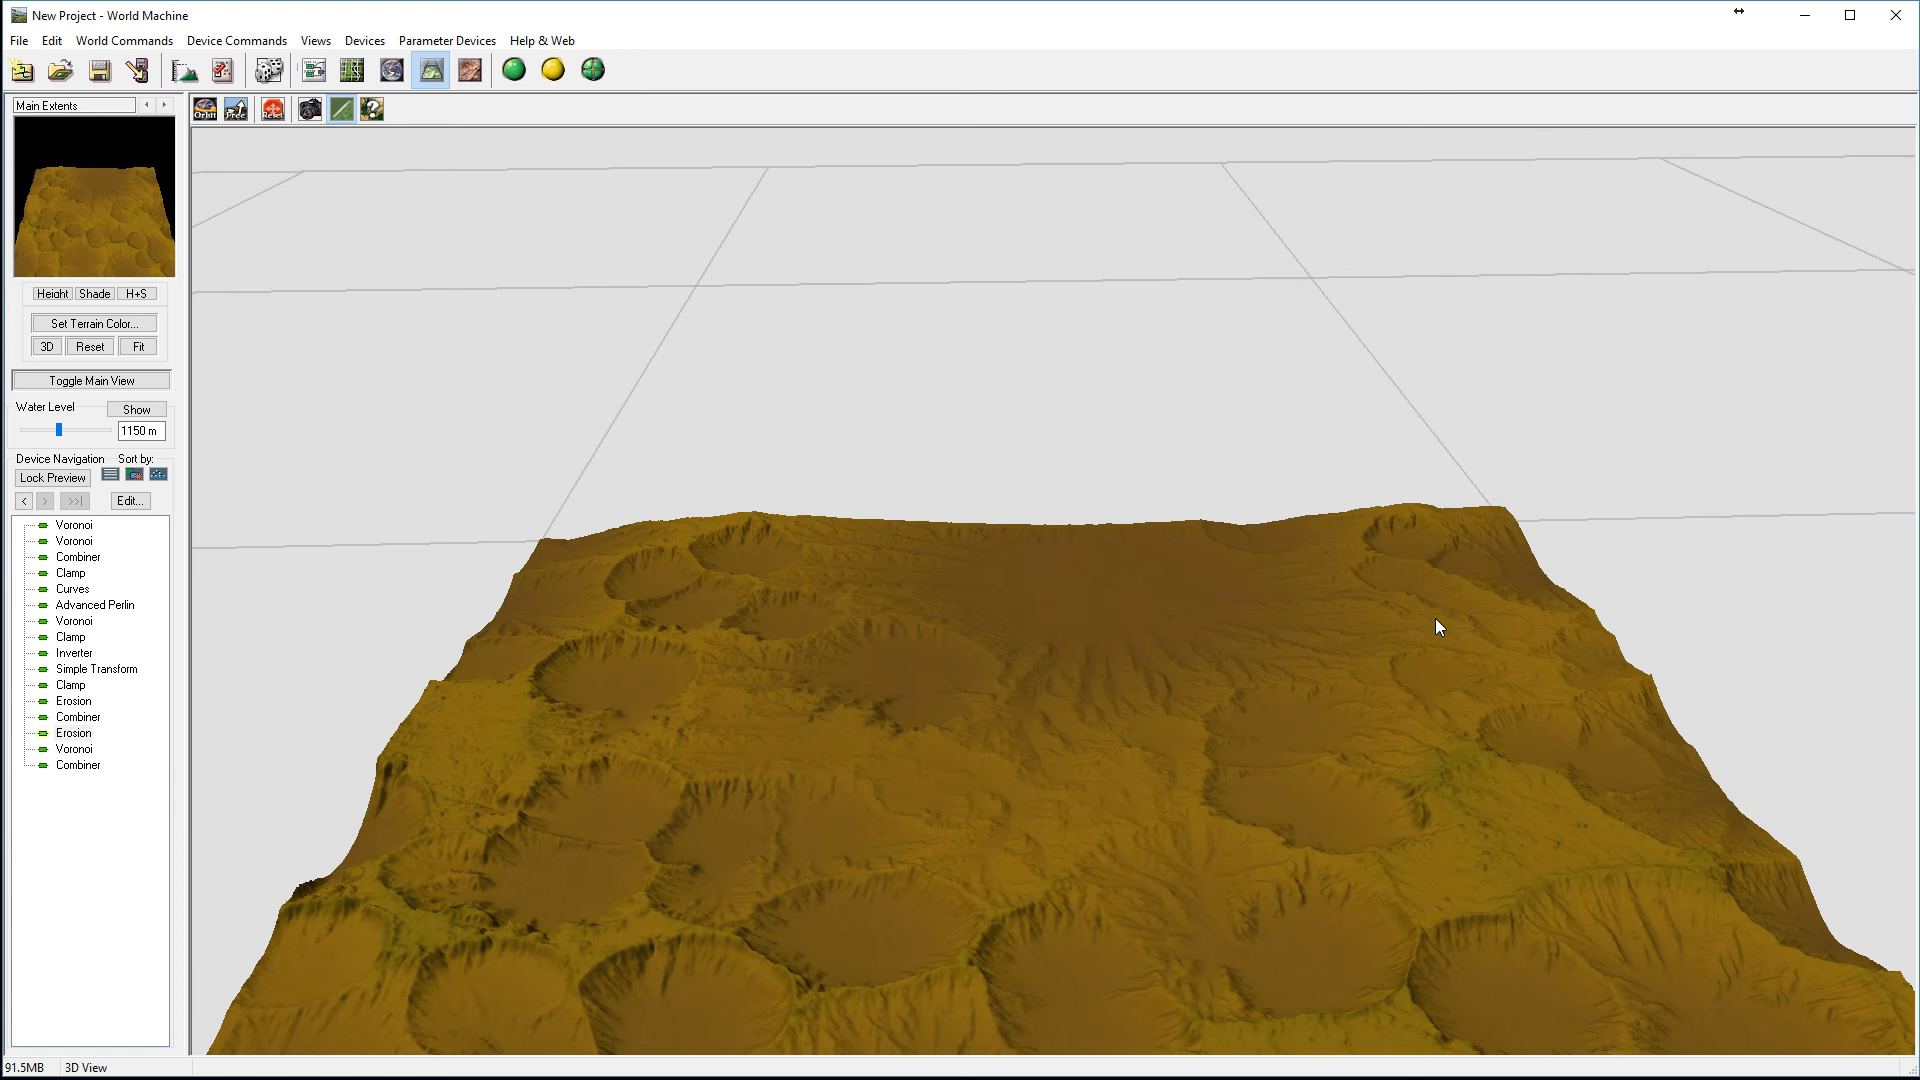 New Project - World Machine
File Edit World Commands Device Commands Views Devices Parameter Devices Help & Web
Main Extents
Orbit Free Reset
Height Shade H+S
Set Terrain Color...
3D Reset Fit
Toggle Main View
Water Level Show
1150 m
Device Navigation Sort by:
Lock Preview
< > >>| Edit...
Voronoi
Voronoi
Combiner
Clamp
Curves
Advanced Perlin
Voronoi
Clamp
Inverter
Simple Transform
Clamp
Erosion
Combiner
Erosion
Voronoi
Combiner
91.5MB 3D View